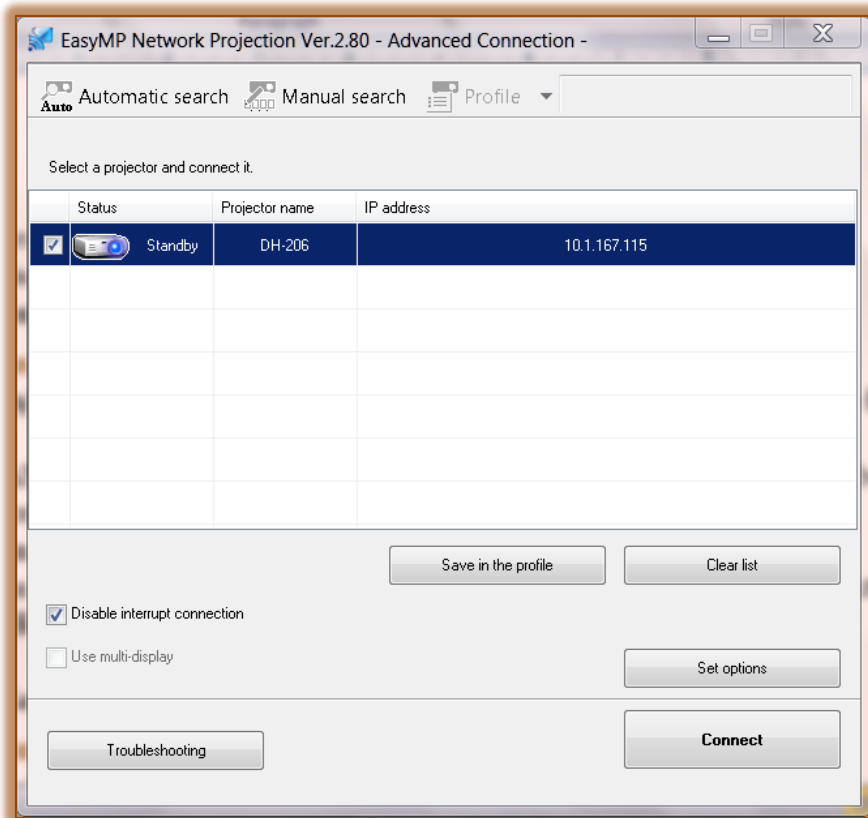 EasyMP Network Projection Ver.2.80 - Advanced Connection -
Auto Automatic search Manual search Profile
Select a projector and connect it.
Status Projector name IP address
Standby DH-206 10.1.167.115
Save in the profile Clear list
Disable interrupt connection
Use multi-display
Set options
Troubleshooting Connect